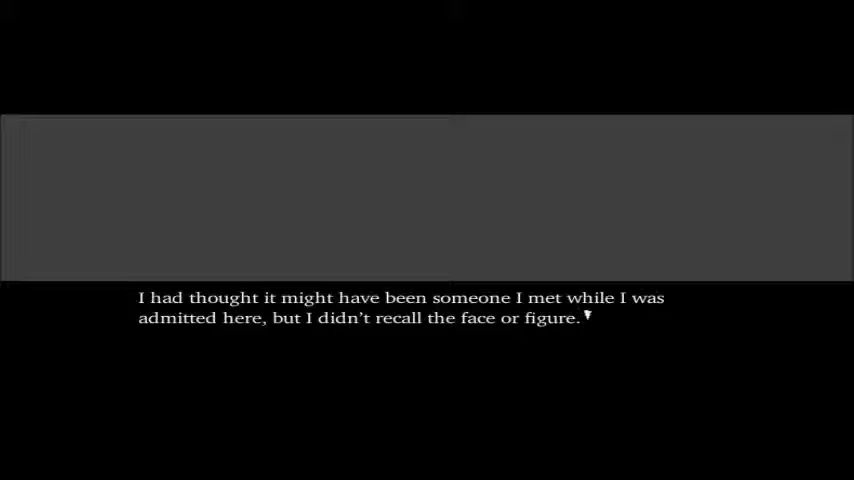 I had thought it might have been someone I met while I was
admitted here, but I didn’t recall the face or figure.